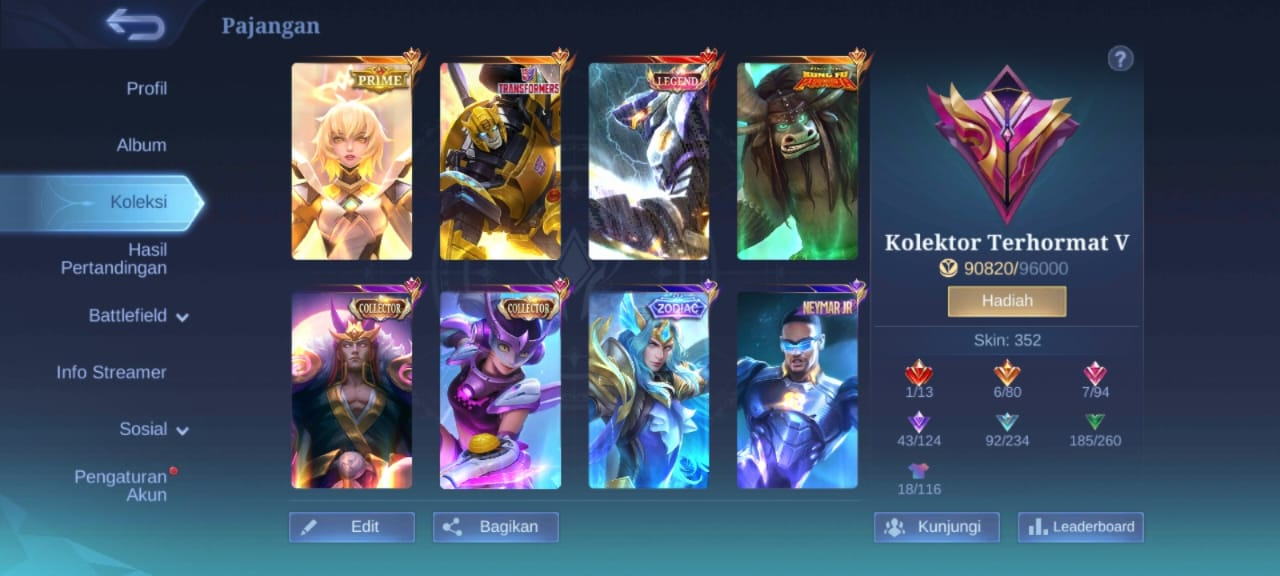 Pajangan
Profil
Album
Koleksi
Hasil
Pertandingan
Battlefield
Info Streamer
Sosial
Pengaturan
Akun
PRIME
TRANSFORMERS
LEGEND
KUNG FU
PANDA
COLLECTOR
COLLECTOR
ZODIAC
NEYMAR JR
Edit
Bagikan
?
Kolektor Terhormat V
90820/96000
Hadiah
Skin: 352
1/13
6/80
7/94
43/124
92/234
185/260
18/116
Kunjungi
Leaderboard